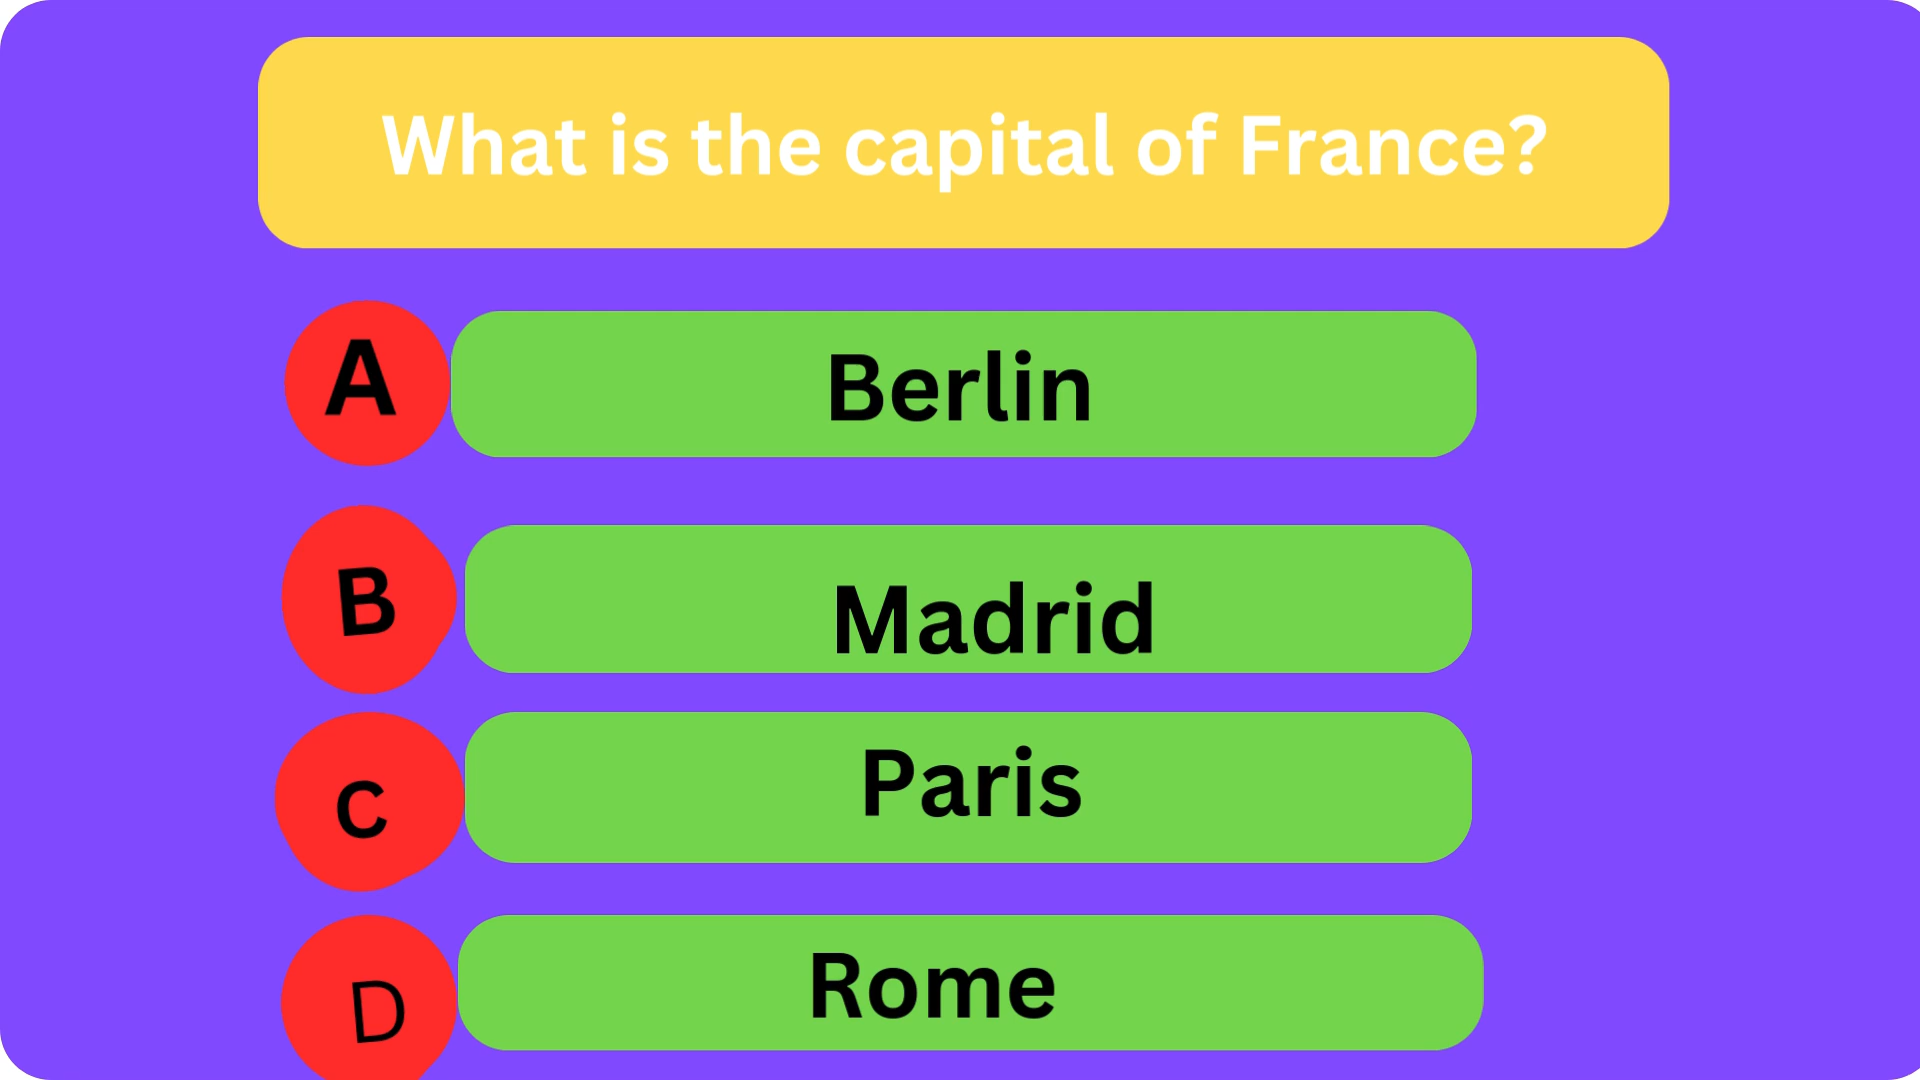 What is the capital of France?
A Berlin
B Madrid
C Paris
D Rome